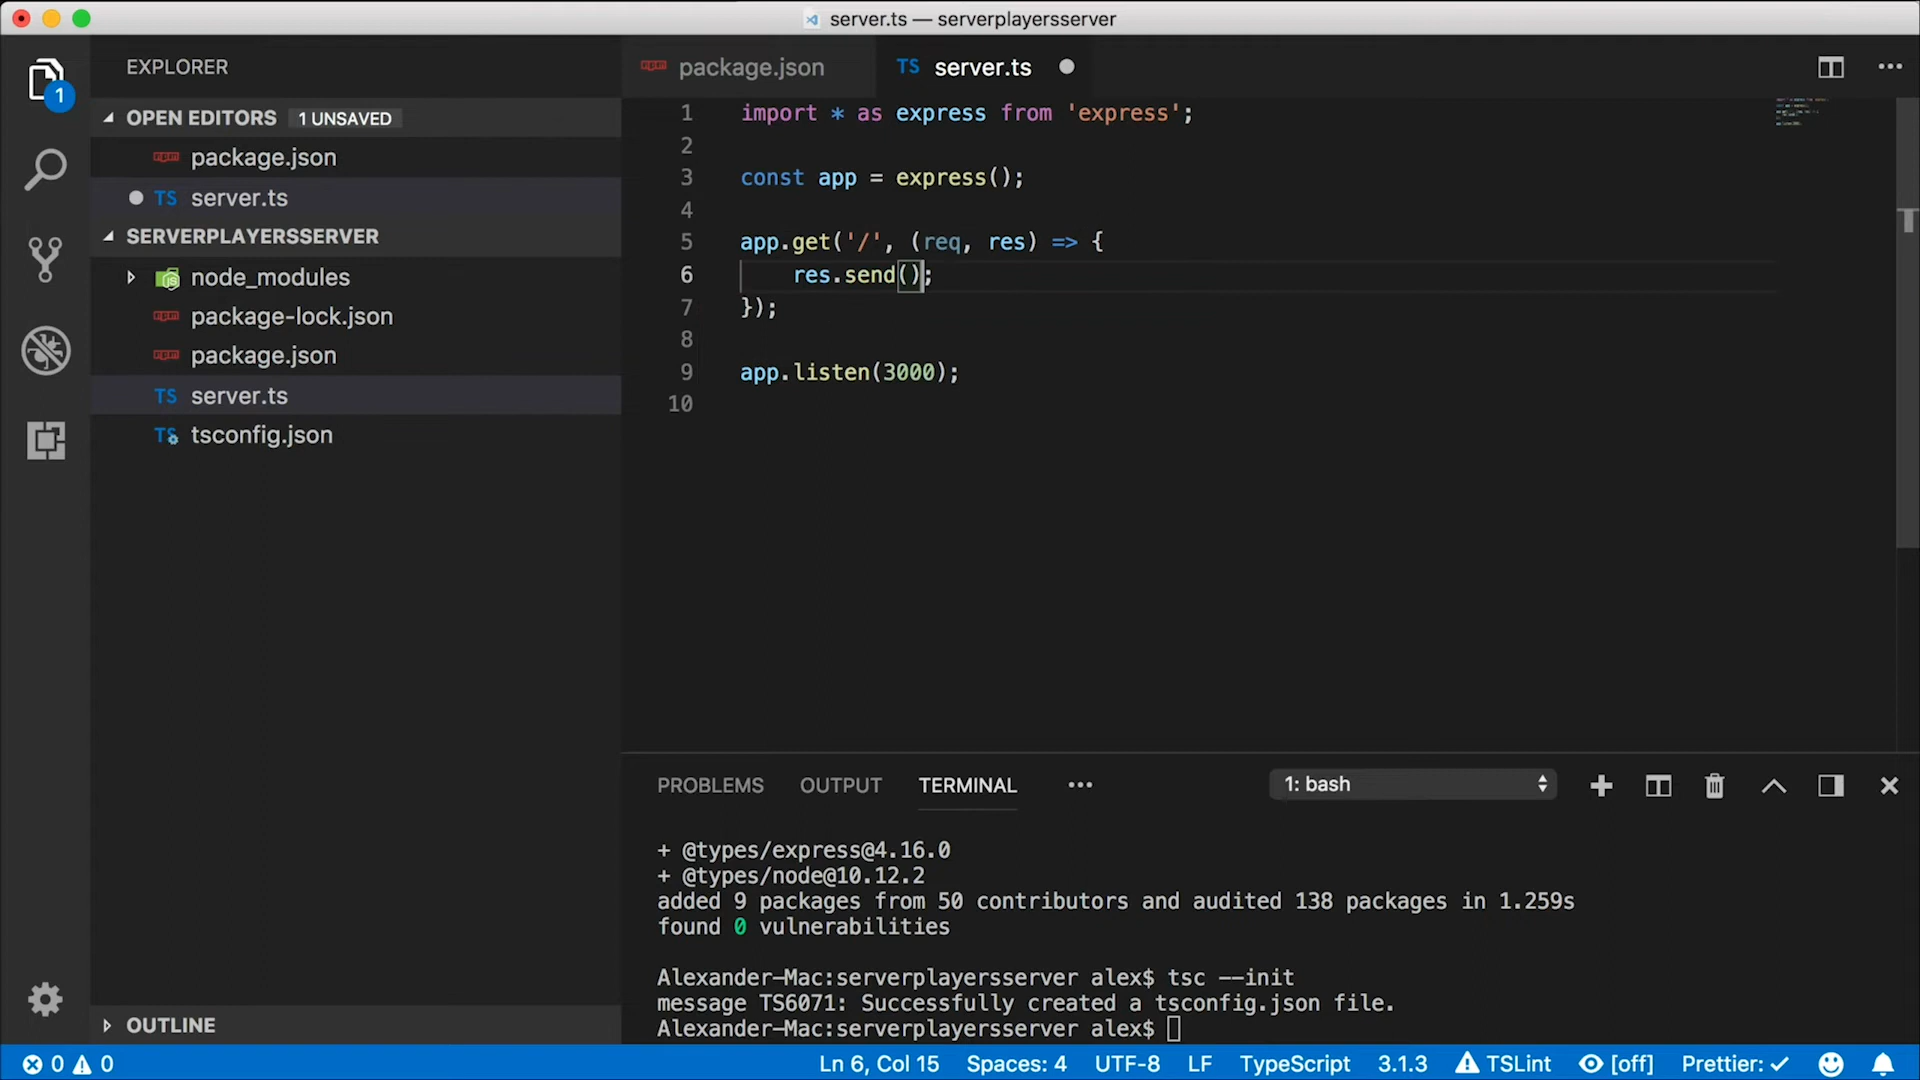 server.ts — serverplayersserver
EXPLORER
1
OPEN EDITORS 1 UNSAVED
package.json
TS server.ts
SERVERPLAYERSSERVER
node_modules
package-lock.json
package.json
TS server.ts
TS tsconfig.json
OUTLINE
package.json
TS server.ts
1 import * as express from 'express';
2
3 const app = express();
4
5 app.get('/', (req, res) => {
6 res.send();
7 });
8
9 app.listen(3000);
10
PROBLEMS OUTPUT TERMINAL ••• 1: bash
+ @types/express@4.16.0
+ @types/node@10.12.2
added 9 packages from 50 contributors and audited 138 packages in 1.259s
found 0 vulnerabilities
Alexander-Mac:serverplayersserver alex$ tsc --init
message TS6071: Successfully created a tsconfig.json file.
Alexander-Mac:serverplayersserver alex$
0 0 Ln 6, Col 15 Spaces: 4 UTF-8 LF TypeScript 3.1.3 TSLint [off] Prettier: ✓